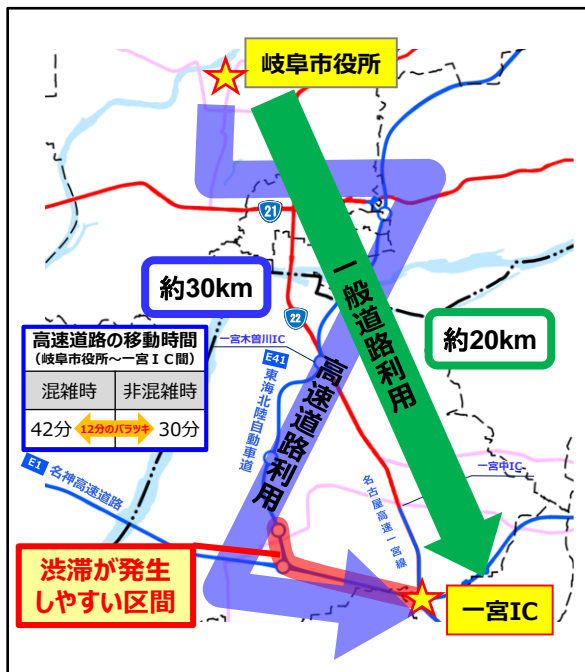 岐阜市役所
21
約30km
22
一般道路利用
約20km
高速道路の移動時間
(岐阜市役所~一宮IC間)
混雑時 非混雑時
42分 12分のバラツキ 30分
一宮木曽川IC
E41
東海北陸自動車道
高速道路利用
E1 名神高速道路
一宮中IC
名古屋高速一宮線
渋滞が発生
しやすい区間
一宮IC